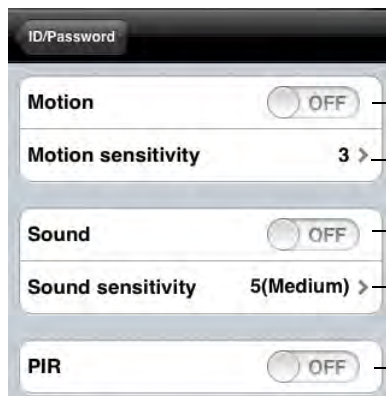 ID/Password
Motion OFF
Motion sensitivity 3 >
Sound OFF
Sound sensitivity 5(Medium) >
PIR OFF